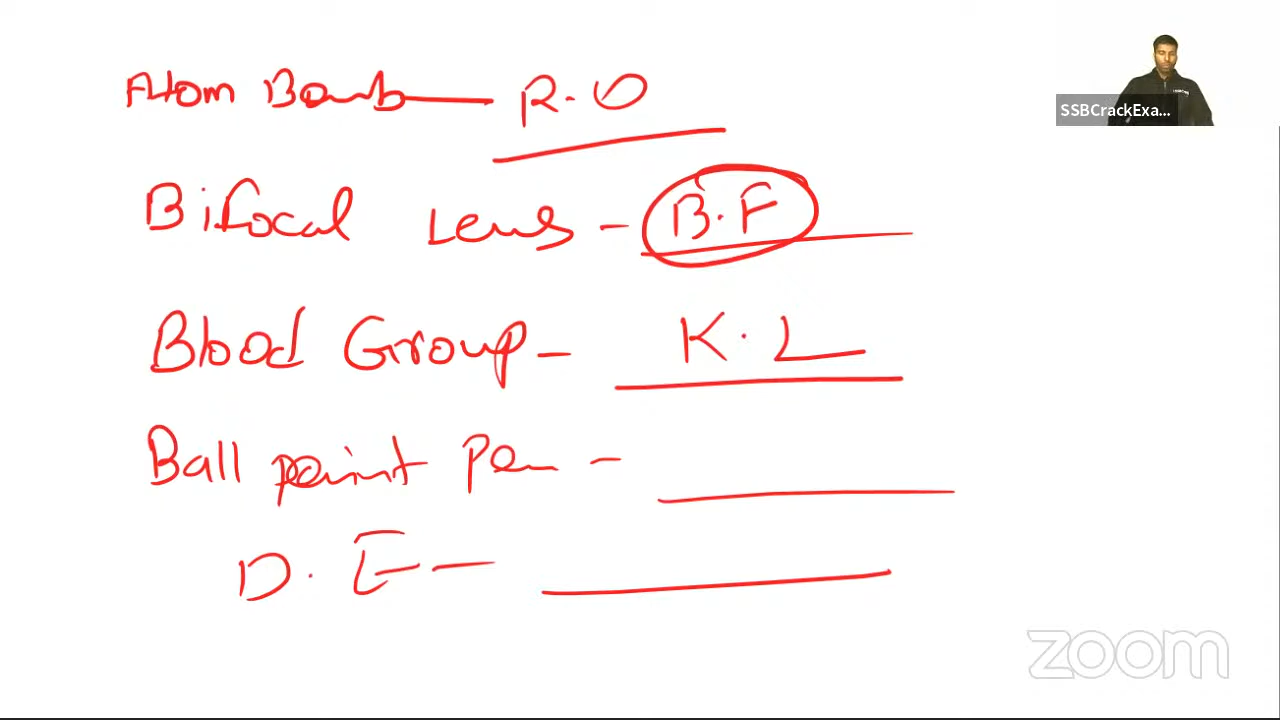 Atom Bomb — R.O
SSBCrackExa...
Bifocal Lens - B.F
Blood Group - K.L
Ball point Pen -
D.E —
zoom